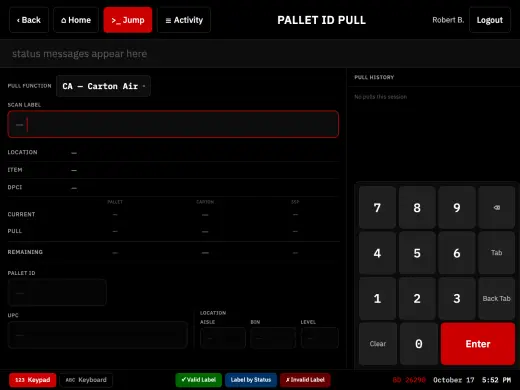 ‹ Back
⌂ Home
>_ Jump
≡ Activity
PALLET ID PULL
Robert B.
Logout
status messages appear here
PULL FUNCTION
CA — Carton Air
SCAN LABEL
—
LOCATION —
ITEM —
DPCI —
PALLET CARTON SSP
CURRENT — — —
PULL — — —
REMAINING — — —
PALLET ID
—
UPC
—
LOCATION
AISLE BIN LEVEL
— — —
PULL HISTORY
No pulls this session
7 8 9 ⌫
4 5 6 Tab
1 2 3 Back Tab
Clear 0 Enter
123 Keypad
ABC Keyboard
✓ Valid Label
Label by Status
✗ Invalid Label
October 17 5:52 PM